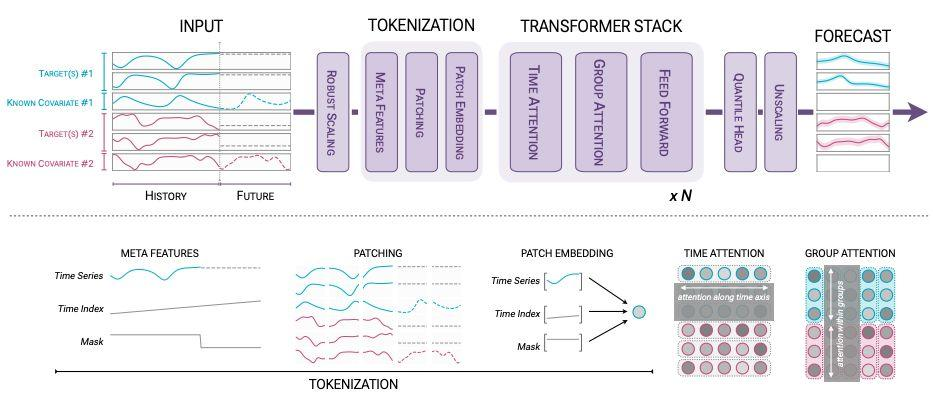 INPUT
TOKENIZATION
TRANSFORMER STACK
FORECAST
TARGET(S) #1
KNOWN COVARIATE #1
TARGET(S) #2
KNOWN COVARIATE #2
HISTORY
FUTURE
ROBUST SCALING
META FEATURES
PATCHING
PATCH EMBEDDING
TIME ATTENTION
GROUP ATTENTION
FEED FORWARD
QUANTILE HEAD
UNSCALING
x N
META FEATURES
Time Series
Time Index
Mask
PATCHING
PATCH EMBEDDING
Time Series
Time Index
Mask
TOKENIZATION
TIME ATTENTION
attention along time axis
GROUP ATTENTION
attention within groups